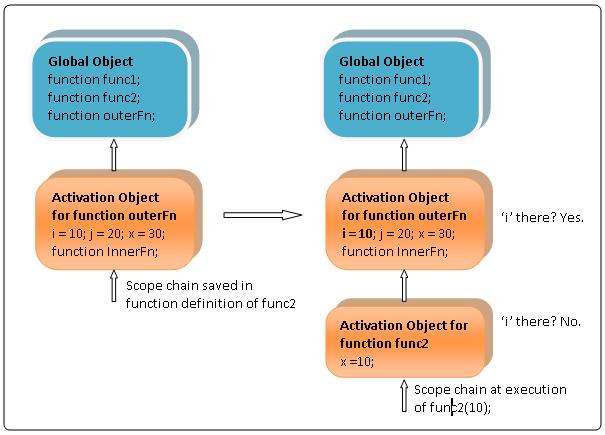 Global Object
function func1;
function func2;
function outerFn;
Activation Object
for function outerFn
i = 10; j = 20; x = 30;
function InnerFn;
Scope chain saved in
function definition of func2
Global Object
function func1;
function func2;
function outerFn;
Activation Object
for function outerFn
i = 10; j = 20; x = 30;
function InnerFn;
‘i’ there? Yes.
Activation Object for
function func2
x =10;
‘i’ there? No.
Scope chain at execution
of func2(10);